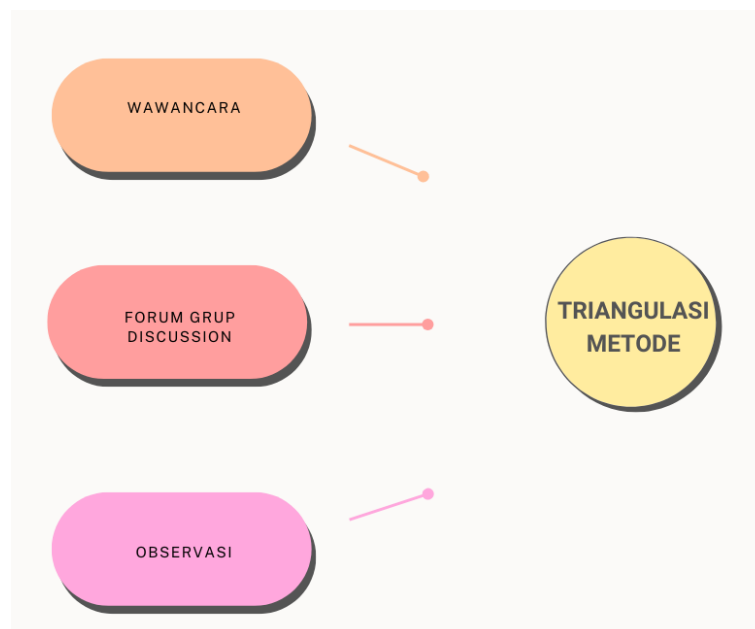 WAWANCARA
FORUM GRUP
DISCUSSION
TRIANGULASI
METODE
OBSERVASI